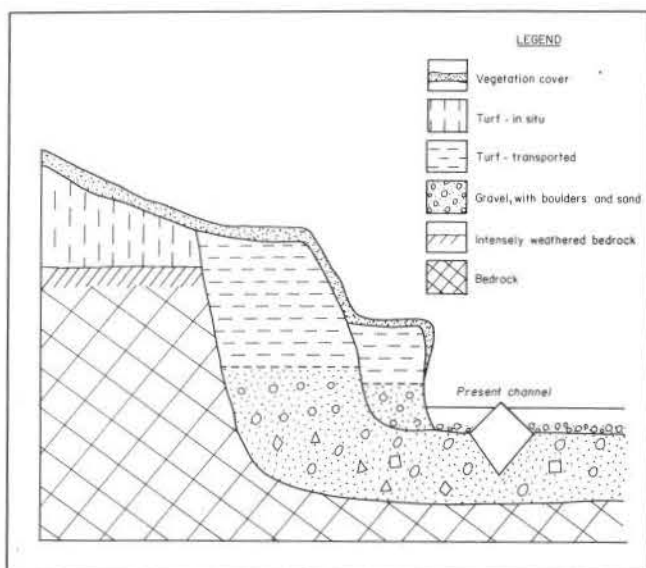 LEGEND
Vegetation cover
Turf - in situ
Turf - transported
Gravel, with boulders and sand
Intensely weathered bedrock
Bedrock
Present channel